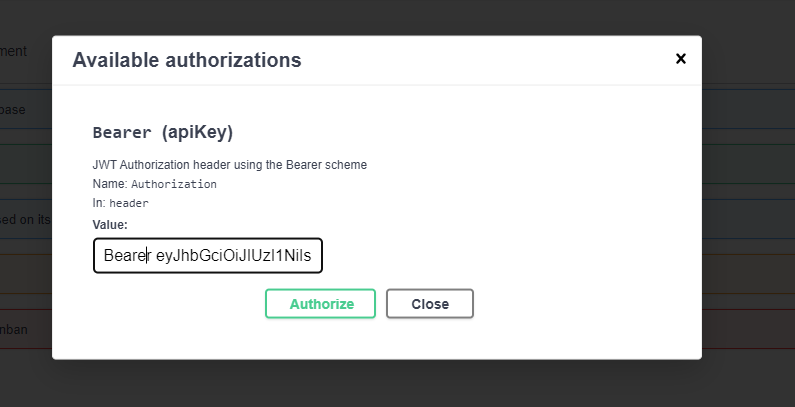 ment
Available authorizations
Bearer (apiKey)
JWT Authorization header using the Bearer scheme
Name: Authorization
In: header
Value:
Bearer eyJhbGciOiJIUzI1NiIs
Authorize Close
base
sed on its
nban